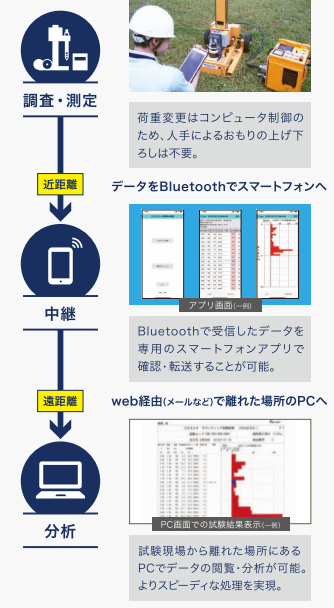 調査・測定
荷重変更はコンピュータ制御の
ため、人手によるおもりの上げ下
ろしは不要。
近距離
データをBluetoothでスマートフォンへ
アプリ画面(一例)
中継
Bluetoothで受信したデータを
専用のスマートフォンアプリで
確認・転送することが可能。
遠距離
web経由(メールなど)で離れた場所のPCへ
PC画面での試験結果表示(一例)
分析
試験現場から離れた場所にある
PCでデータの閲覧・分析が可能。
よりスピーディな処理を実現。